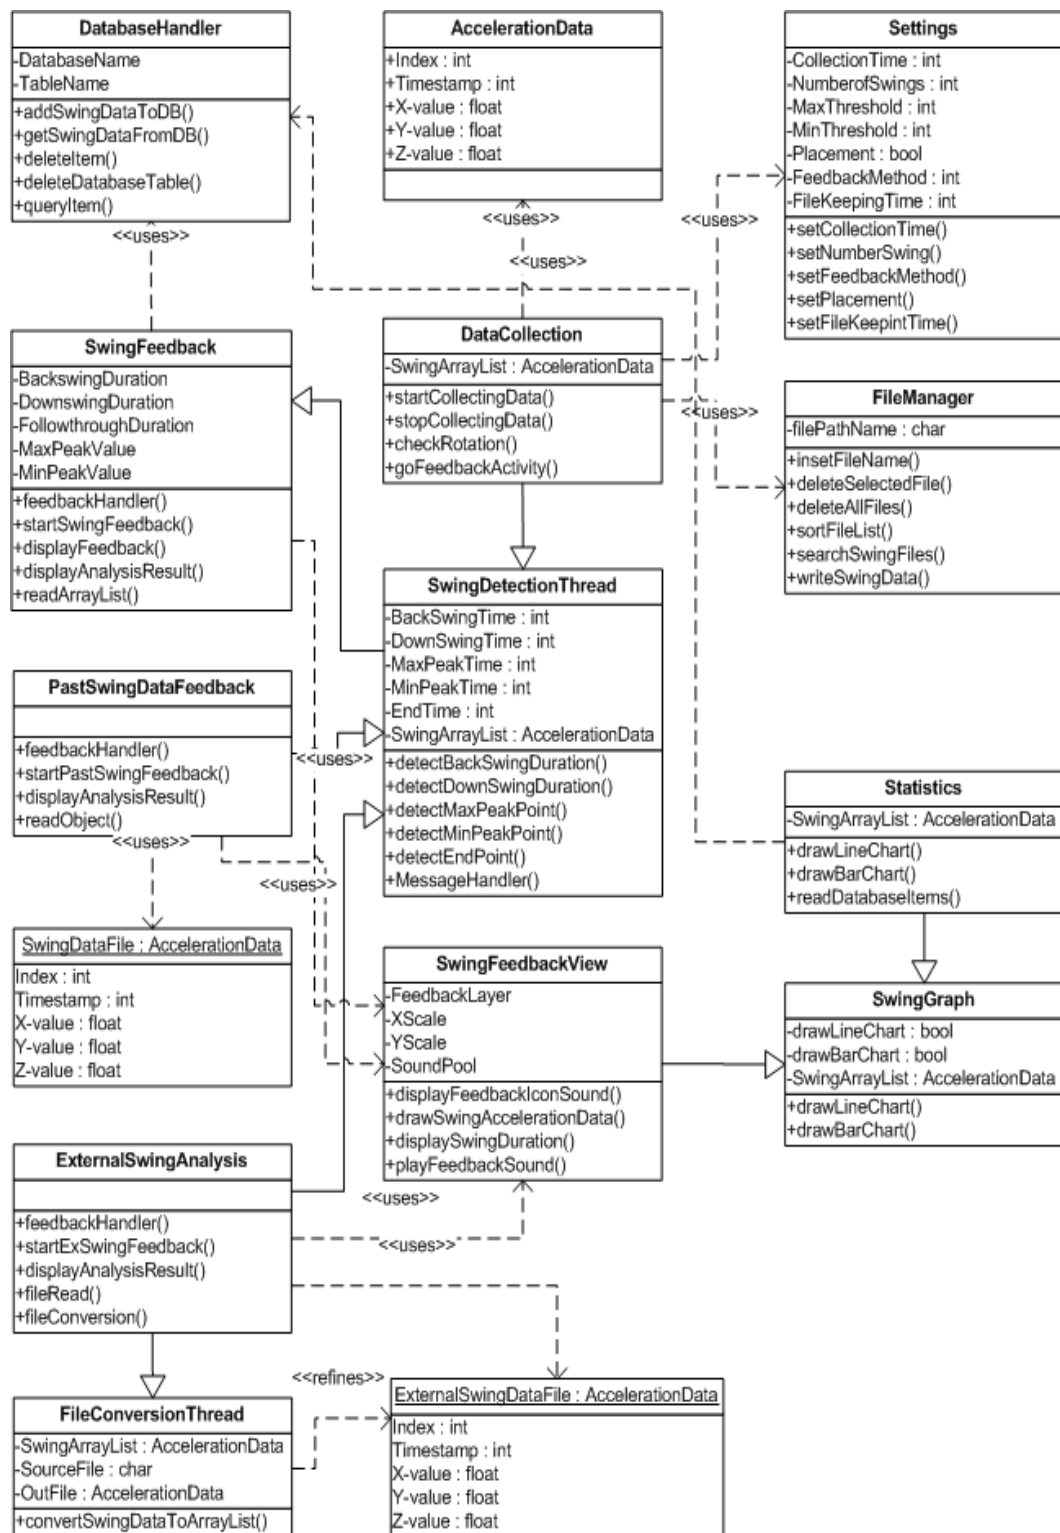 DatabaseHandler
-DatabaseName
-TableName
+addSwingDataToDB()
+getSwingDataFromDB()
+deleteItem()
+deleteDatabaseTable()
+queryItem()
<<uses>>
AccelerationData
+Index : int
+Timestamp : int
+X-value : float
+Y-value : float
+Z-value : float
<<uses>>
<<uses>>
Settings
-CollectionTime : int
-NumberofSwings : int
-MaxThreshold : int
-MinThreshold : int
-Placement : bool
-FeedbackMethod : int
-FileKeepingTime : int
+setCollectionTime()
+setNumberSwing()
+setFeedbackMethod()
+setPlacement()
+setFileKeepintTime()
<<uses>>
SwingFeedback
-BackswingDuration
-DownswingDuration
-FollowthroughDuration
-MaxPeakValue
-MinPeakValue
+feedbackHandler()
+startSwingFeedback()
+displayFeedback()
+displayAnalysisResult()
+readArrayList()
DataCollection
-SwingArrayList : AccelerationData
+startCollectingData()
+stopCollectingData()
+checkRotation()
+goFeedbackActivity()
<<uses>>
FileManager
-filePathName : char
+insetFileName()
+deleteSelectedFile()
+deleteAllFiles()
+sortFileList()
+searchSwingFiles()
+writeSwingData()
SwingDetectionThread
-BackSwingTime : int
-DownSwingTime : int
-MaxPeakTime : int
-MinPeakTime : int
-EndTime : int
-SwingArrayList : AccelerationData
+detectBackSwingDuration()
+detectDownSwingDuration()
+detectMaxPeakPoint()
+detectMinPeakPoint()
+detectEndPoint()
+MessageHandler()
PastSwingDataFeedback
+feedbackHandler()
+startPastSwingFeedback()
+displayAnalysisResult()
+readObject()
<<uses>>
<<uses>>
<<uses>>
Statistics
-SwingArrayList : AccelerationData
+drawLineChart()
+drawBarChart()
+readDatabaseItems()
SwingDataFile : AccelerationData
Index : int
Timestamp : int
X-value : float
Y-value : float
Z-value : float
SwingFeedbackView
-FeedbackLayer
-XScale
-YScale
-SoundPool
+displayFeedbackIconSound()
+drawSwingAccelerationData()
+displaySwingDuration()
+playFeedbackSound()
SwingGraph
-drawLineChart : bool
-drawBarChart : bool
-SwingArrayList : AccelerationData
+drawLineChart()
+drawBarChart()
ExternalSwingAnalysis
+feedbackHandler()
+startExSwingFeedback()
+displayAnalysisResult()
+fileRead()
+fileConversion()
<<uses>>
<<uses>>
<<refines>>
FileConversionThread
-SwingArrayList : AccelerationData
-SourceFile : char
-OutFile : AccelerationData
+convertSwingDataToArrayList()
ExternalSwingDataFile : AccelerationData
Index : int
Timestamp : int
X-value : float
Y-value : float
Z-value : float